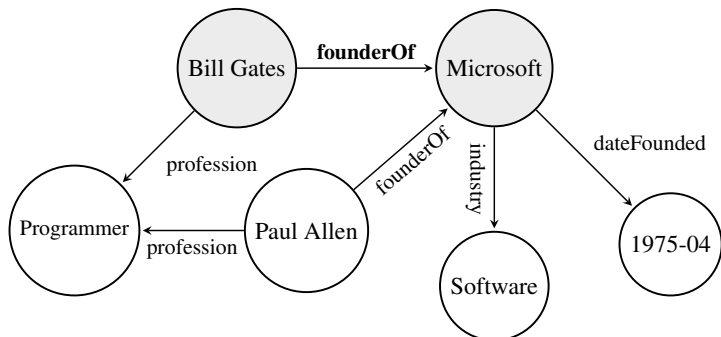 founderOf
Bill Gates
Microsoft
dateFounded
profession
founderOf
industry
Programmer
Paul Allen
1975-04
profession
Software